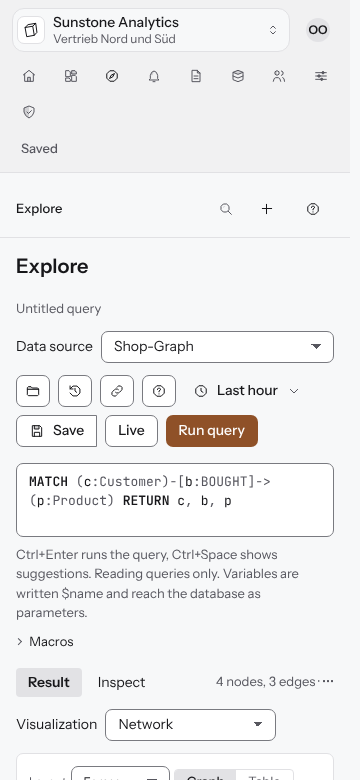 Sunstone Analytics
Vertrieb Nord und Süd
OO
Saved
Explore
Explore
Untitled query
Data source Shop-Graph
Last hour
Save Live Run query
MATCH (c:Customer)-[b:BOUGHT]->
(p:Product) RETURN c, b, p
Ctrl+Enter runs the query, Ctrl+Space shows
suggestions. Reading queries only. Variables are
written $name and reach the database as
parameters.
Macros
Result Inspect 4 nodes, 3 edges ·
Visualization Network
Graph Table